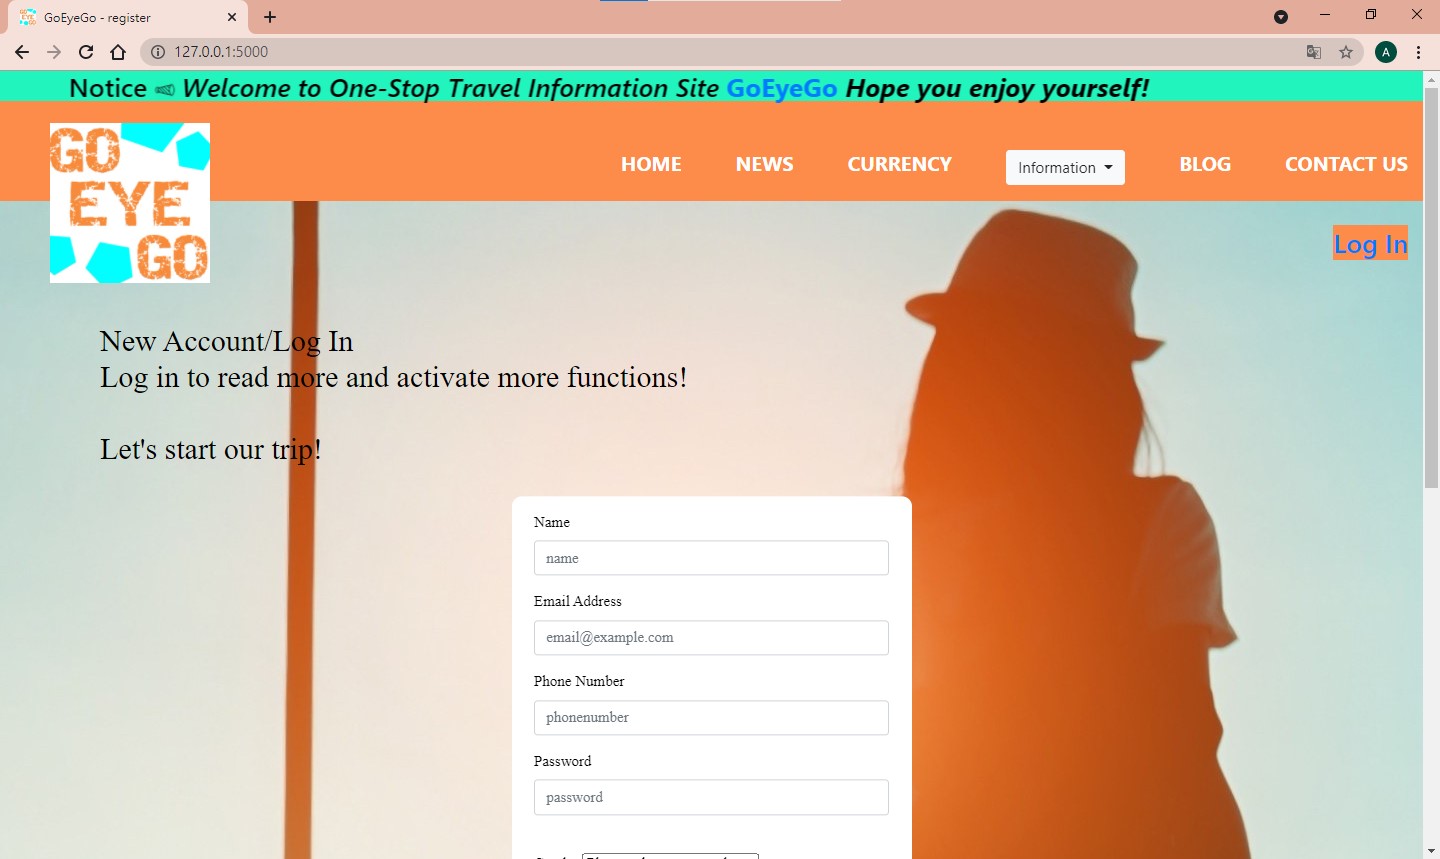 GoEyeGo - register
127.0.0.1:5000
A
Notice Welcome to One-Stop Travel Information Site GoEyeGo Hope you enjoy yourself!
GO
EYE
GO
HOME NEWS CURRENCY Information BLOG CONTACT US
Log In
New Account/Log In
Log in to read more and activate more functions!
Let's start our trip!
Name
name
Email Address
email@example.com
Phone Number
phonenumber
Password
password